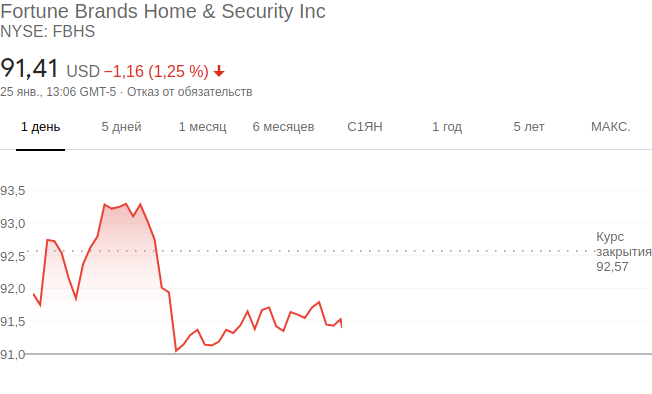 Fortune Brands Home & Security Inc
NYSE: FBHS
91,41 USD −1,16 (1,25 %)
25 янв., 13:06 GMT-5 · Отказ от обязательств
1 день 5 дней 1 месяц 6 месяцев С1ЯН 1 год 5 лет МАКС.
93,5
93,0
92,5
92,0
91,5
91,0
Курс
закрытия
92,57